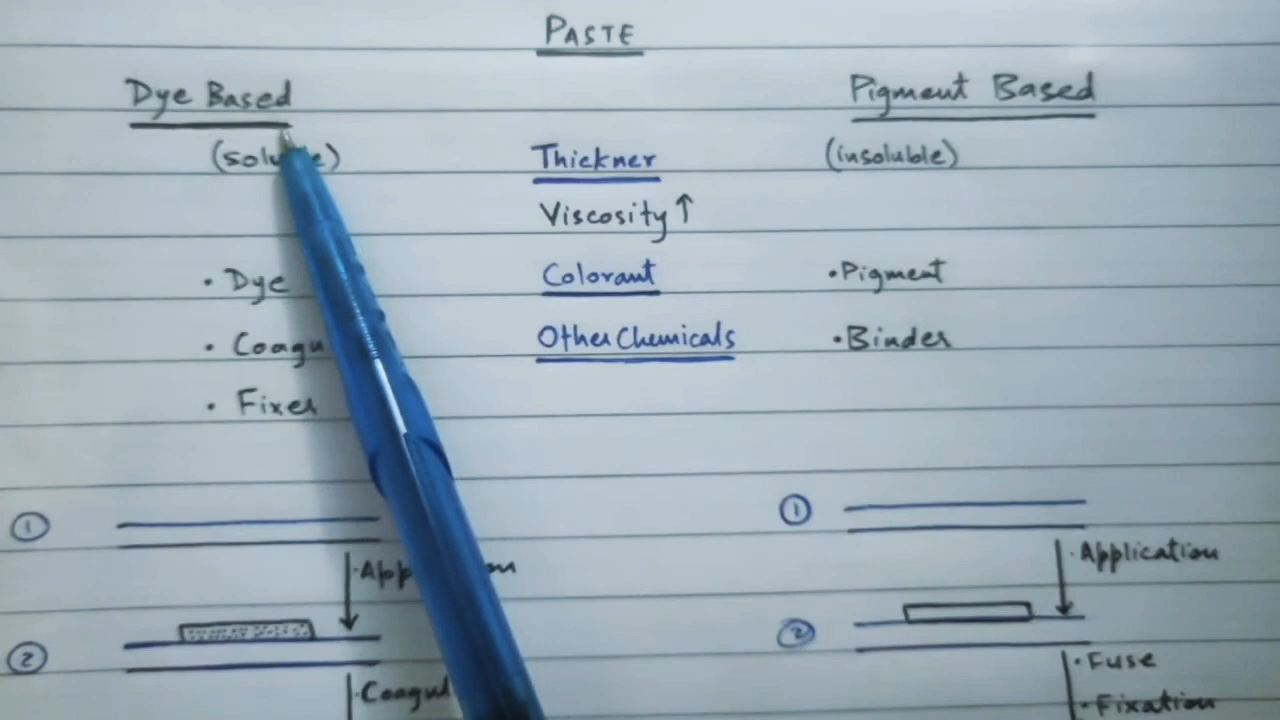 PASTE
Dye Based
Pigment Based
Thickner
(insoluble)
Viscosity ↑
• Dye
Colorant
• Pigment
Other Chemicals
• Binder
• Fixer
①
①
• Application
②
②
• Fuse
• Fixation